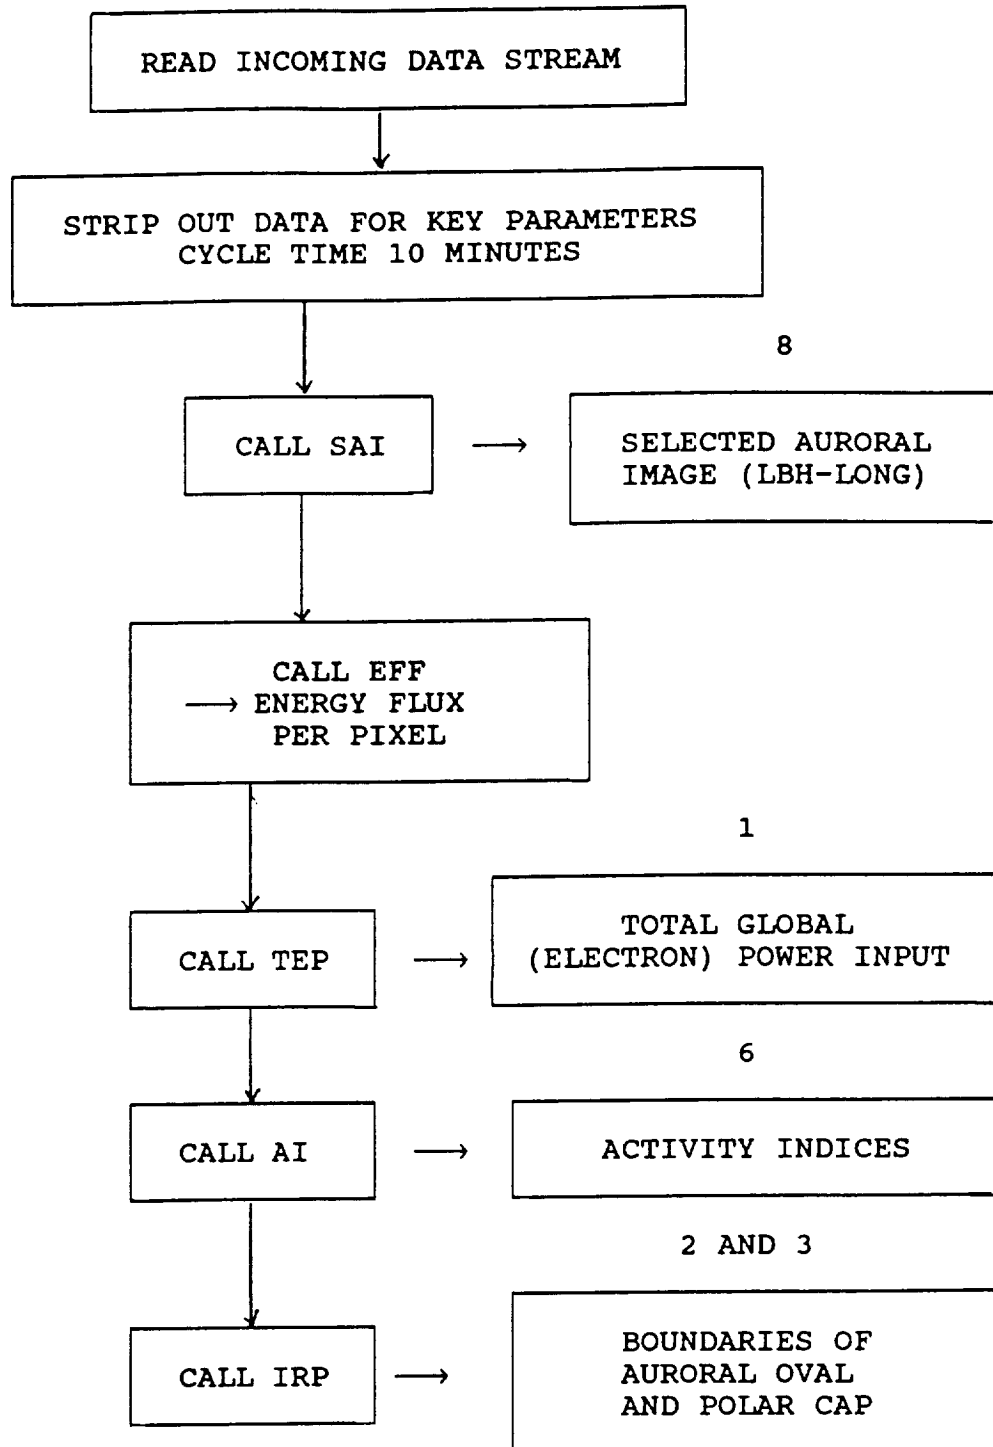 READ INCOMING DATA STREAM
STRIP OUT DATA FOR KEY PARAMETERS
CYCLE TIME 10 MINUTES
8
CALL SAI
SELECTED AURORAL
IMAGE (LBH-LONG)
CALL EFF
ENERGY FLUX
PER PIXEL
1
CALL TEP
TOTAL GLOBAL
(ELECTRON) POWER INPUT
6
CALL AI
ACTIVITY INDICES
2 AND 3
CALL IRP
BOUNDARIES OF
AURORAL OVAL
AND POLAR CAP